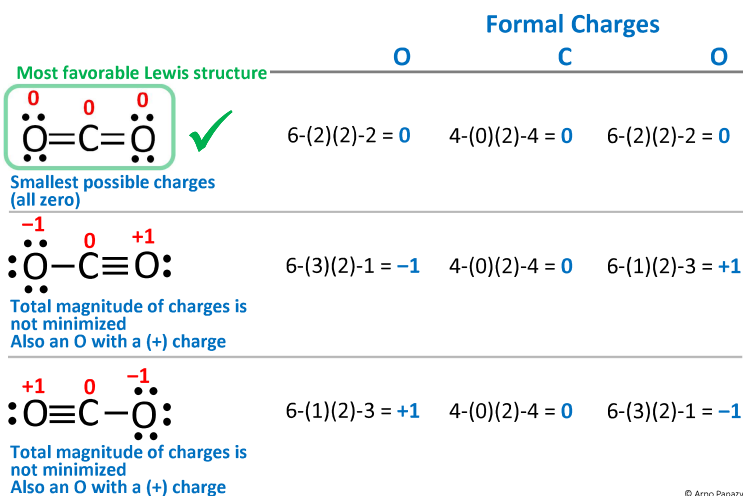 Formal Charges
O C O
Most favorable Lewis structure
0 0 0
O=C=O
6-(2)(2)-2 = 0 4-(0)(2)-4 = 0 6-(2)(2)-2 = 0
Smallest possible charges
(all zero)
–1 0 +1
:O–C≡O:
6-(3)(2)-1 = –1 4-(0)(2)-4 = 0 6-(1)(2)-3 = +1
Total magnitude of charges is
not minimized
Also an O with a (+) charge
+1 0 –1
:O≡C–O:
6-(1)(2)-3 = +1 4-(0)(2)-4 = 0 6-(3)(2)-1 = –1
Total magnitude of charges is
not minimized
Also an O with a (+) charge
© Arno Papazy